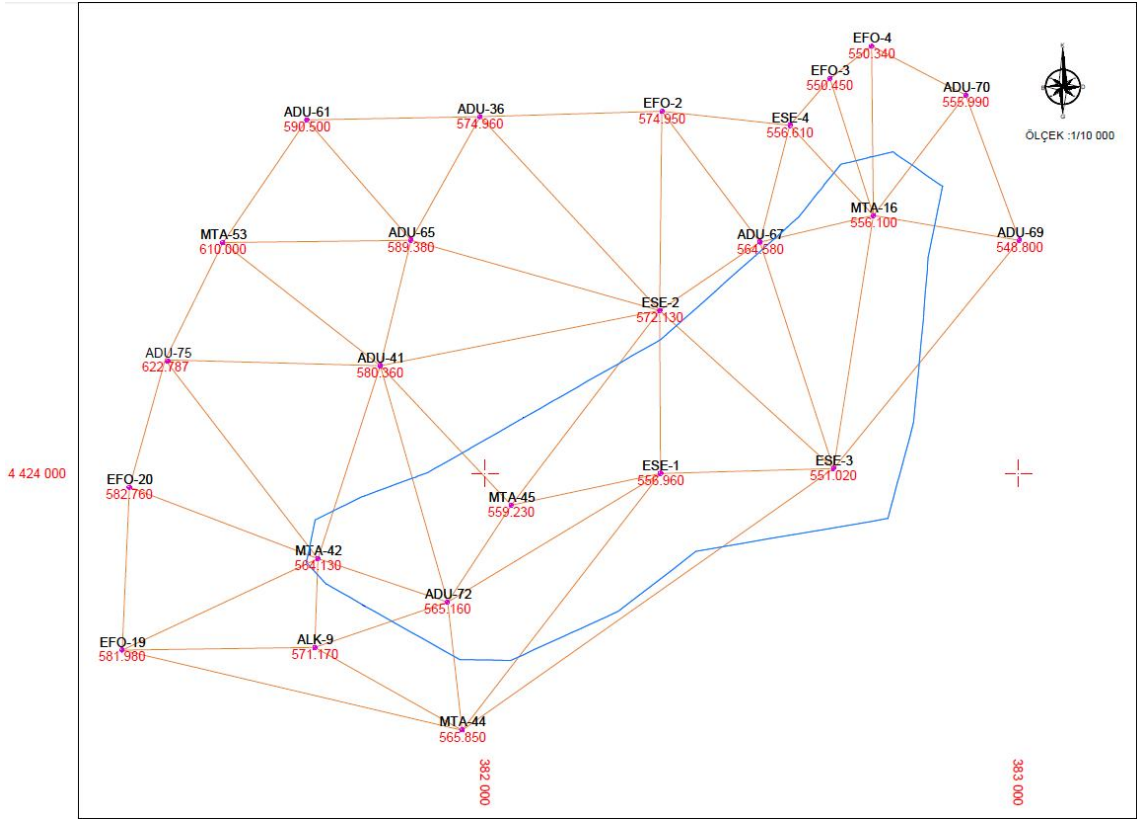 EFO-4
550.340
EFO-3
550.450
ADU-70
555.990
ÖLÇEK :1/10 000
ADU-61
590.500
ADU-36
574.960
EFO-2
574.950
ESE-4
556.610
MTA-16
556.100
MTA-53
610.000
ADU-65
589.380
ADU-67
564.580
ADU-69
548.800
ESE-2
572.130
ADU-75
622.787
ADU-41
580.360
4 424 000
EFO-20
582.760
MTA-45
559.230
ESE-1
556.960
ESE-3
551.020
MTA-42
564.130
ADU-72
565.160
EFO-19
581.980
ALK-9
571.170
MTA-44
565.850
382 000
383 000